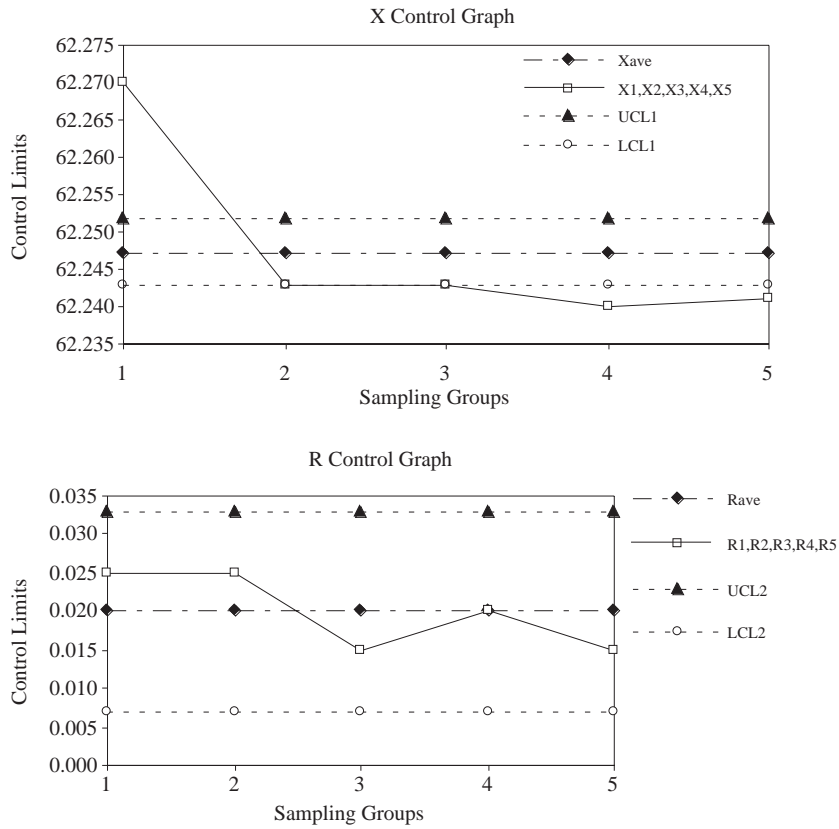 X Control Graph
62.275
62.270
62.265
62.260
62.255
62.250
62.245
62.240
62.235
Control Limits
Xave
X1,X2,X3,X4,X5
UCL1
LCL1
1 2 3 4 5
Sampling Groups
R Control Graph
0.035
0.030
0.025
0.020
0.015
0.010
0.005
0.000
Control Limits
Rave
R1,R2,R3,R4,R5
UCL2
LCL2
1 2 3 4 5
Sampling Groups